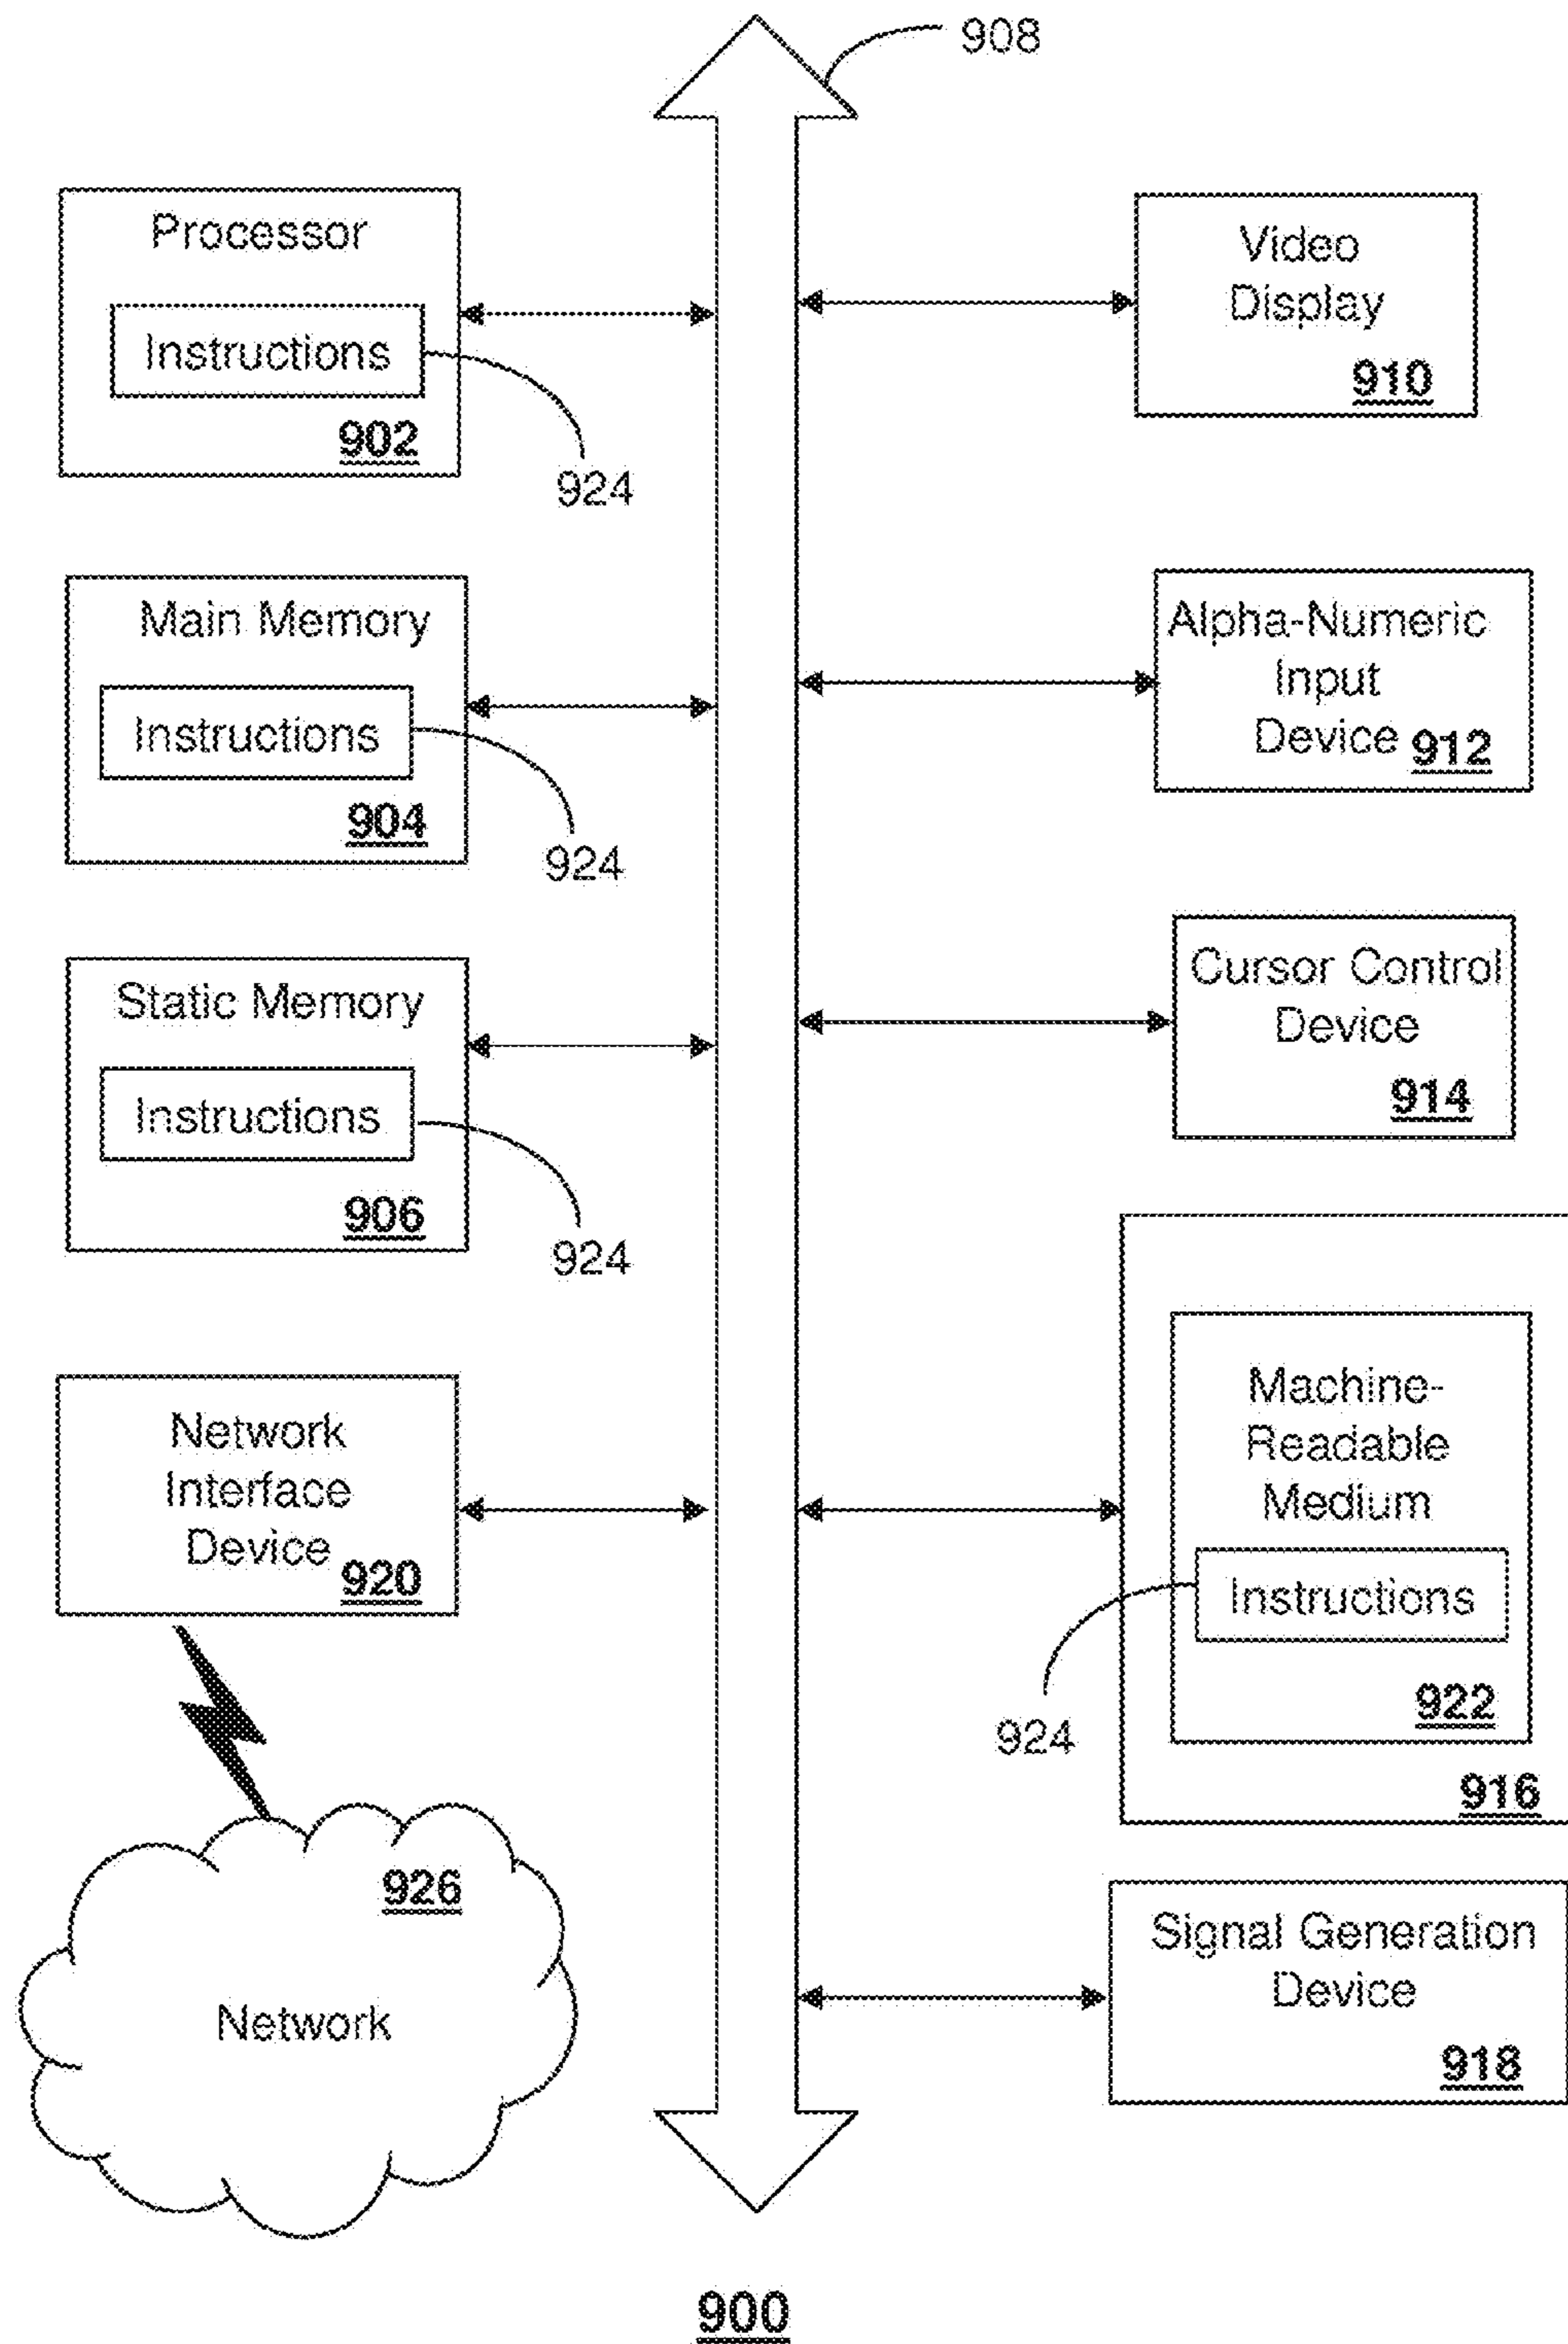 908
Processor
Instructions
902
924
Main Memory
Instructions
904
924
Static Memory
Instructions
906
924
Network
Interface
Device
920
926
Network
Video
Display
910
Alpha-Numeric
Input
Device
912
Cursor Control
Device
914
Machine-
Readable
Medium
Instructions
924
922
916
Signal Generation
Device
918
900